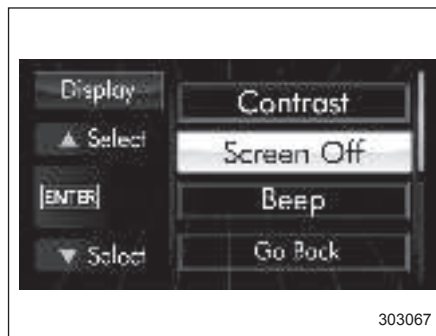 Display
Select
[ENTER]
Select
Contrast
Screen Off
Beep
Go Back
303067